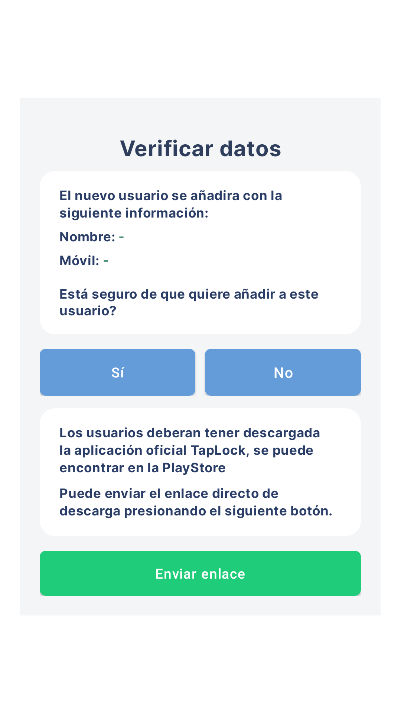 Verificar datos
El nuevo usuario se añadira con la
siguiente información:
Nombre: -
Móvil: -
Está seguro de que quiere añadir a este
usuario?
Sí
No
Los usuarios deberan tener descargada
la aplicación oficial TapLock, se puede
encontrar en la PlayStore
Puede enviar el enlace directo de
descarga presionando el siguiente botón.
Enviar enlace